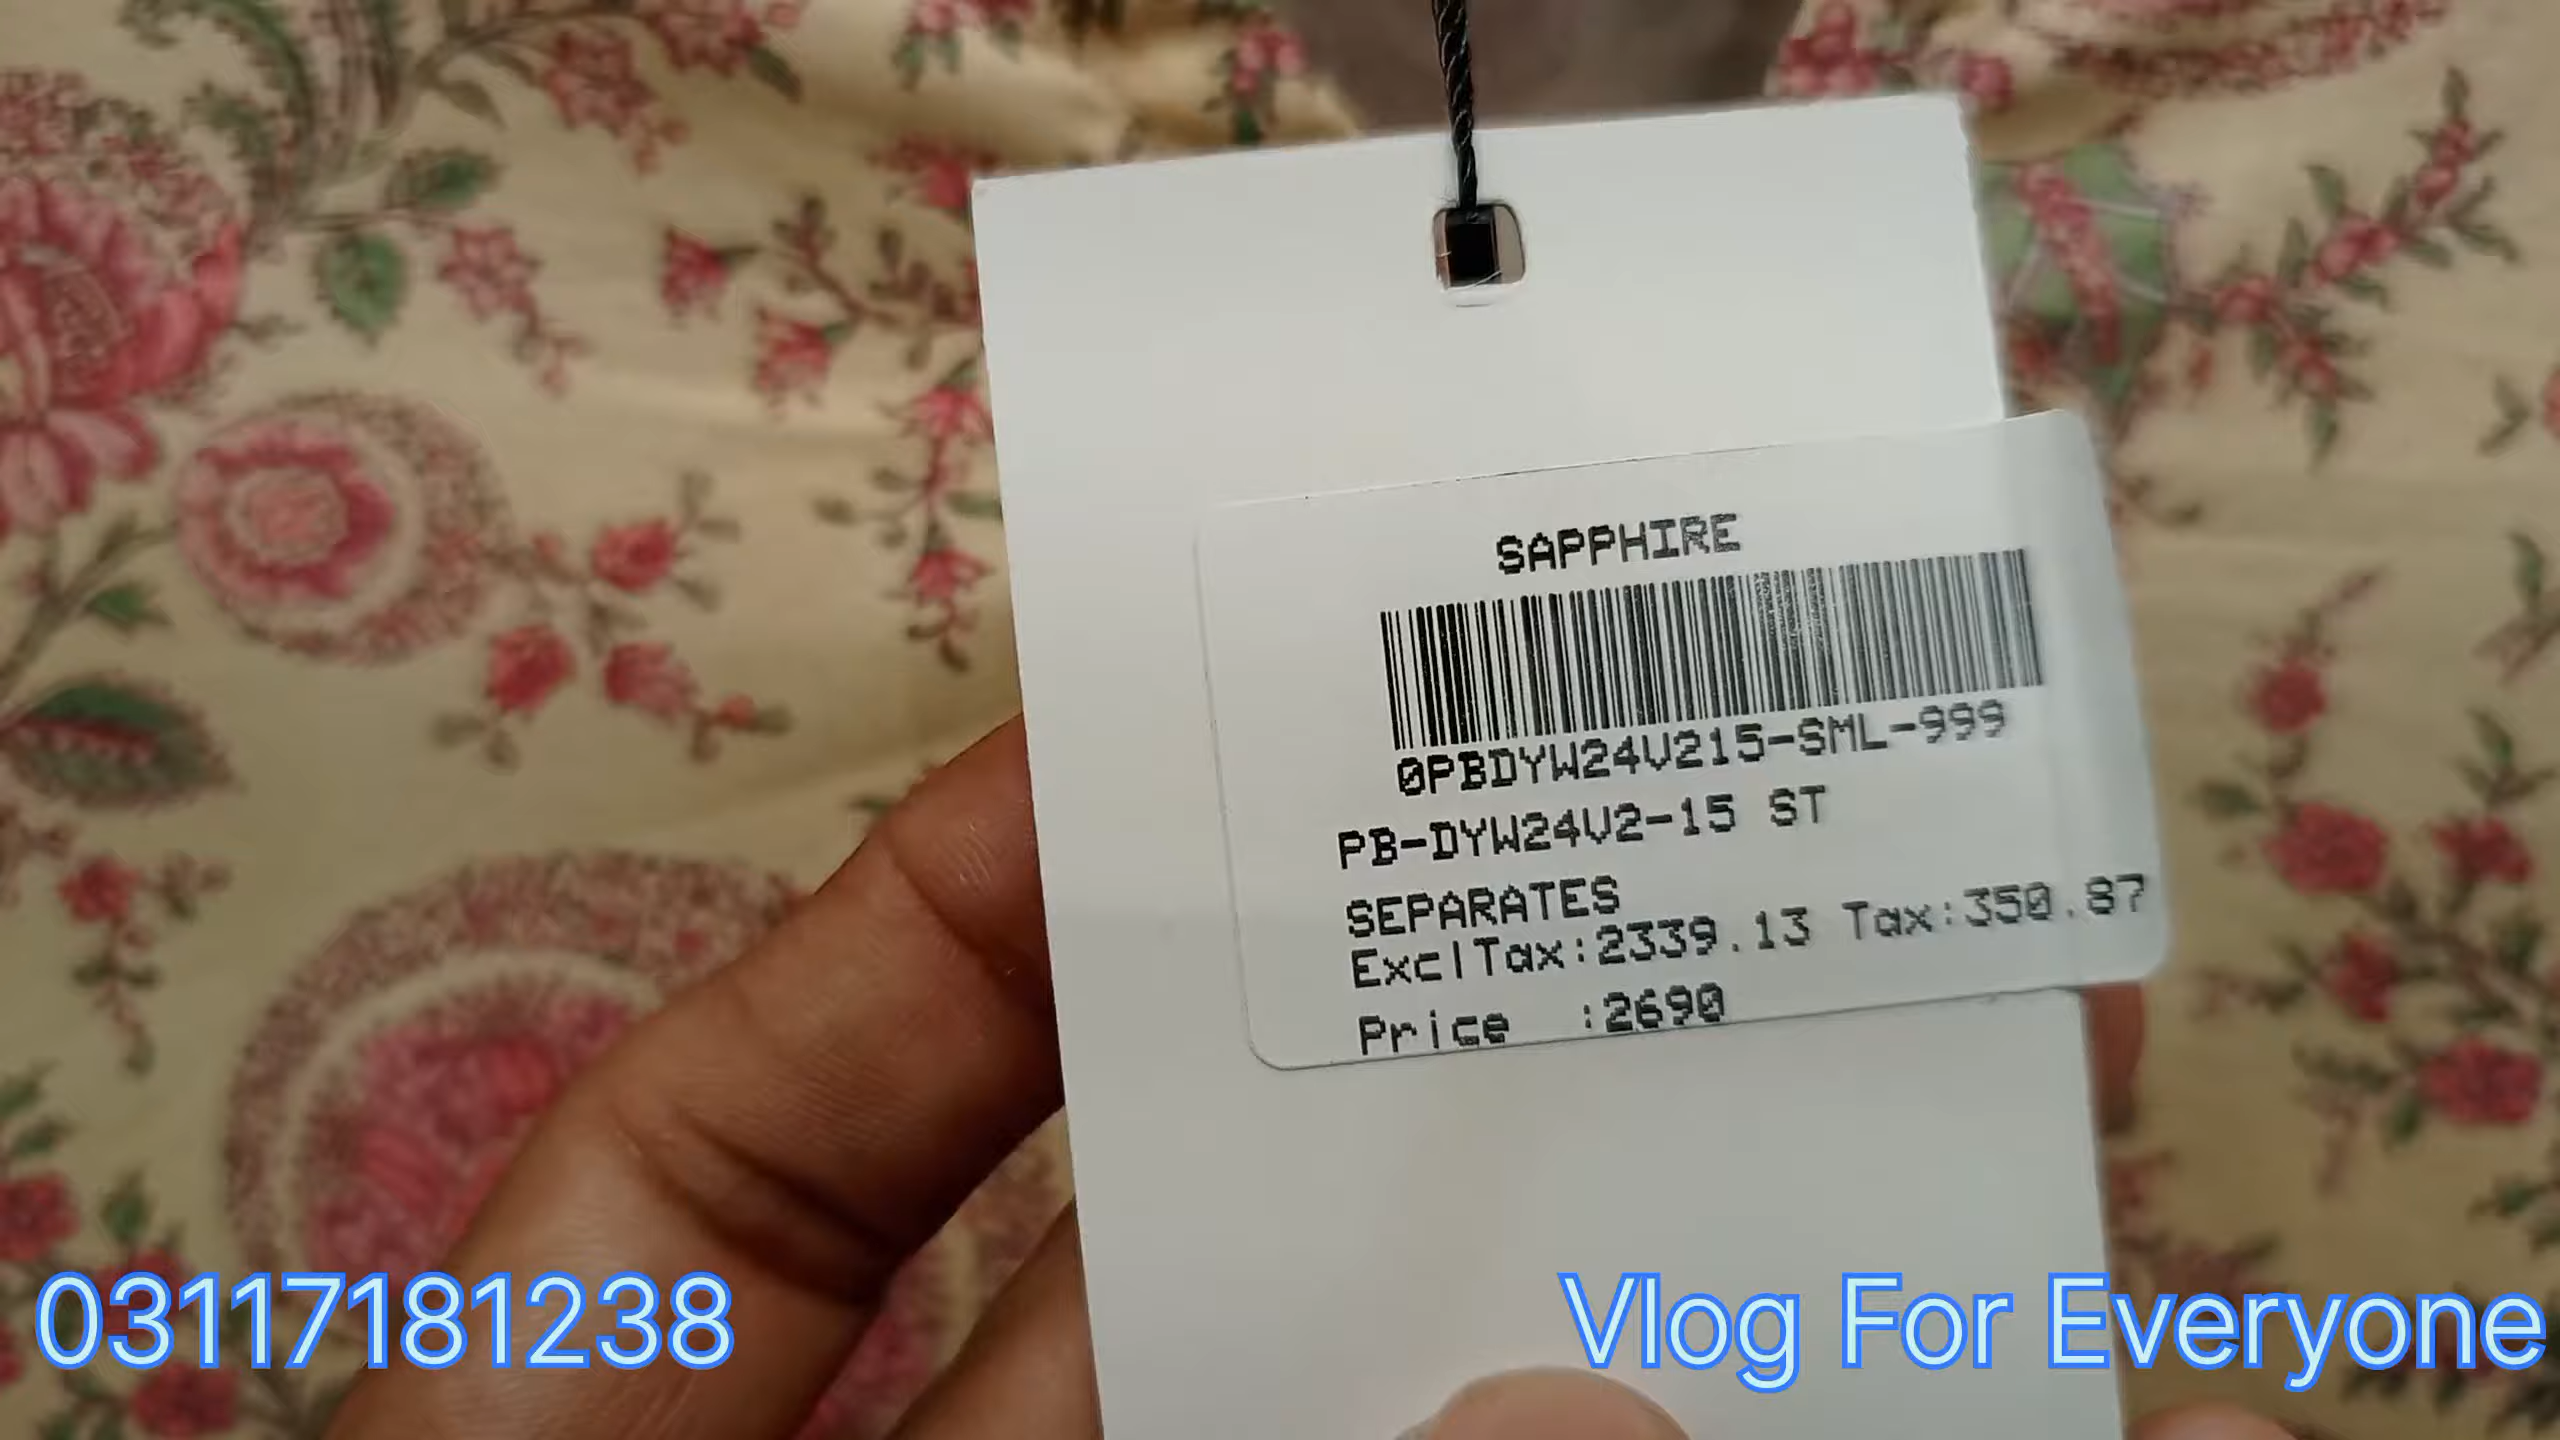 SAPPHIRE
0PBDYW24V215-SML-999
PB-DYW24V2-15 ST
SEPARATES
ExclTax:2339.13 Tax:350.87
Price :2690
03117181238
Vlog For Everyone